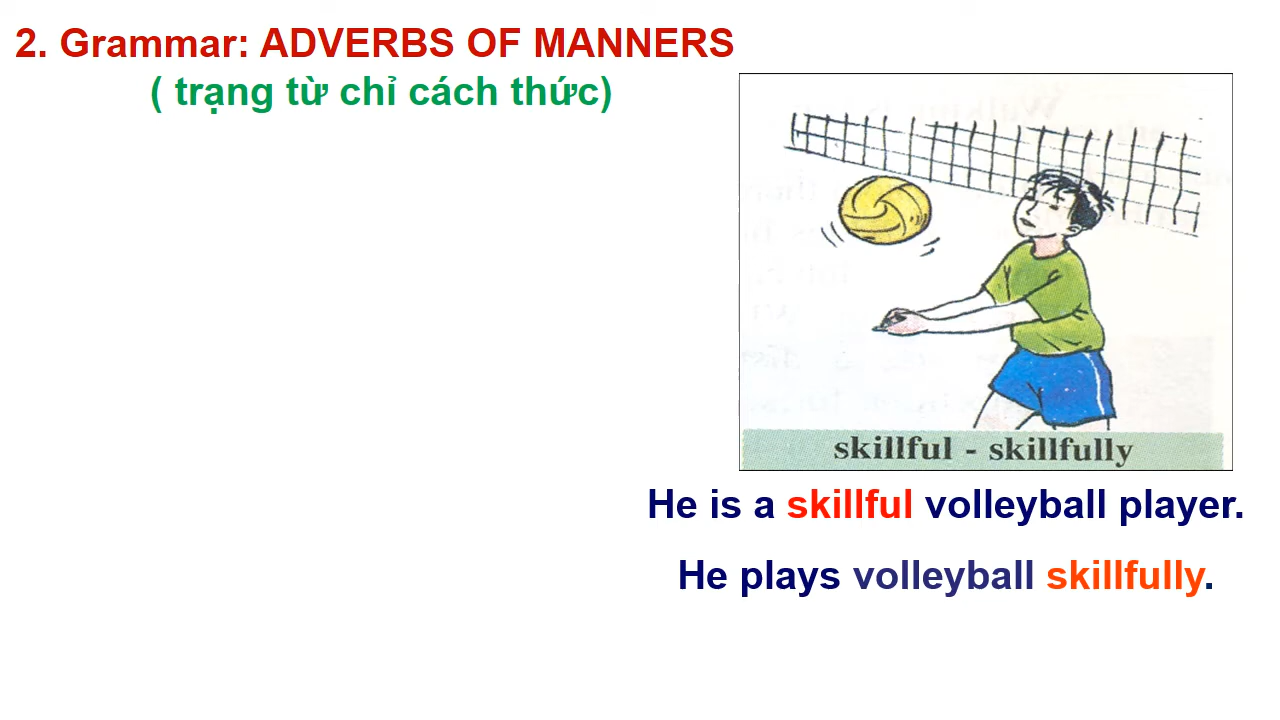 2. Grammar: ADVERBS OF MANNERS
( trạng từ chỉ cách thức)
skillful - skillfully
He is a skillful volleyball player.
He plays volleyball skillfully.